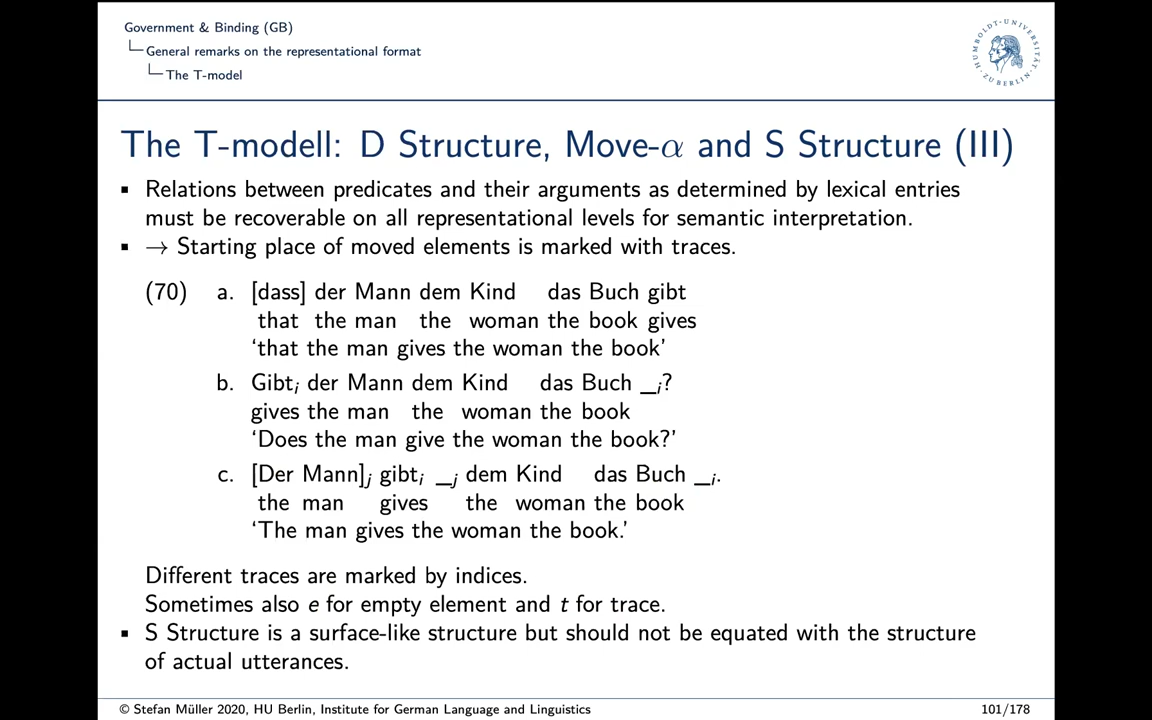 Government & Binding (GB)
General remarks on the representational format
The T-model
HUMBOLDT-UNIVERSITÄT
ZU BERLIN
The T-modell: D Structure, Move-α and S Structure (III)
▪ Relations between predicates and their arguments as determined by lexical entries
must be recoverable on all representational levels for semantic interpretation.
▪ → Starting place of moved elements is marked with traces.
(70) a. [dass] der Mann dem Kind das Buch gibt
that the man the woman the book gives
‘that the man gives the woman the book’
b. Gibt_i der Mann dem Kind das Buch __i?
gives the man the woman the book
‘Does the man give the woman the book?’
c. [Der Mann]_j gibt_i __j dem Kind das Buch __i.
the man gives the woman the book
‘The man gives the woman the book.’
Different traces are marked by indices.
Sometimes also e for empty element and t for trace.
▪ S Structure is a surface-like structure but should not be equated with the structure
of actual utterances.
© Stefan Müller 2020, HU Berlin, Institute for German Language and Linguistics 101/178